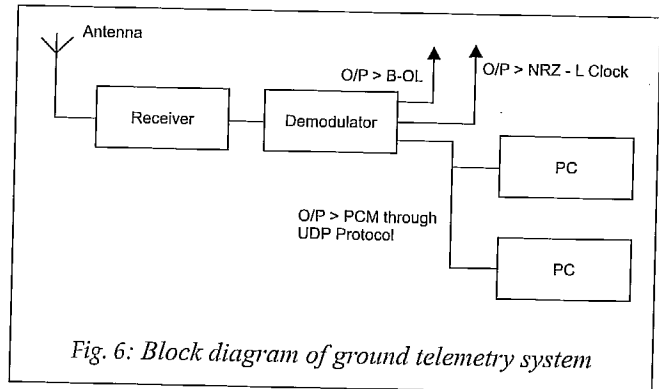 Antenna
O/P > B-OL
O/P > NRZ - L Clock
Receiver
Demodulator
PC
O/P > PCM through
UDP Protocol
PC
Fig. 6: Block diagram of ground telemetry system